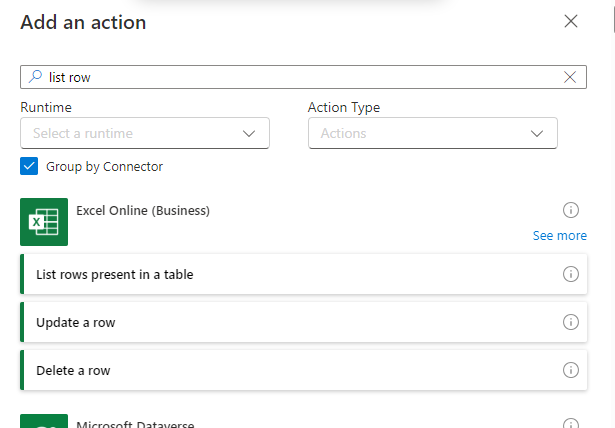 Add an action
list row
Runtime
Action Type
Select a runtime
Actions
Group by Connector
Excel Online (Business)
See more
List rows present in a table
Update a row
Delete a row
Microsoft Dataverse